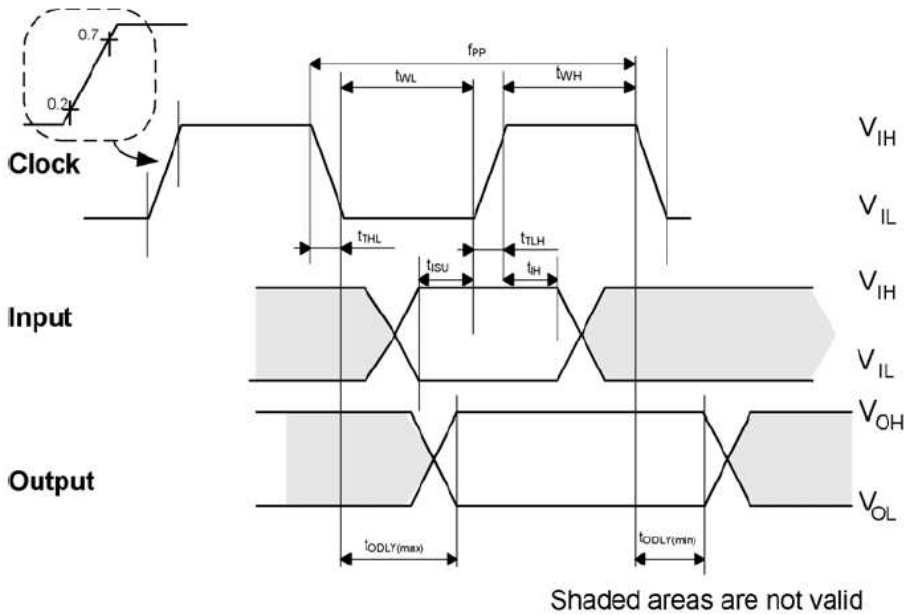 0.7
0.2
fPP
tWL
tWH
Clock
VIH
VIL
tTHL
tTLH
tISU
tIH
Input
VIH
VIL
Output
VOH
VOL
tODLY(max)
tODLY(min)
Shaded areas are not valid